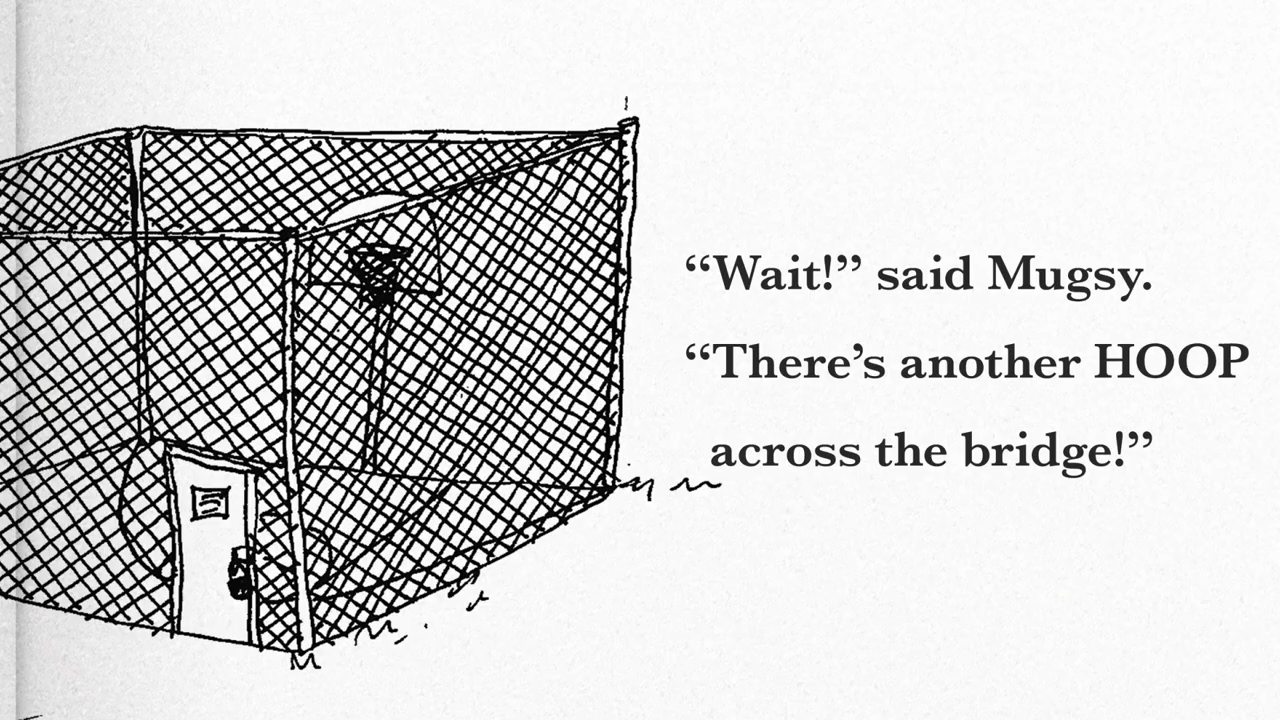 “Wait!” said Mugsy.
“There’s another HOOP
across the bridge!”